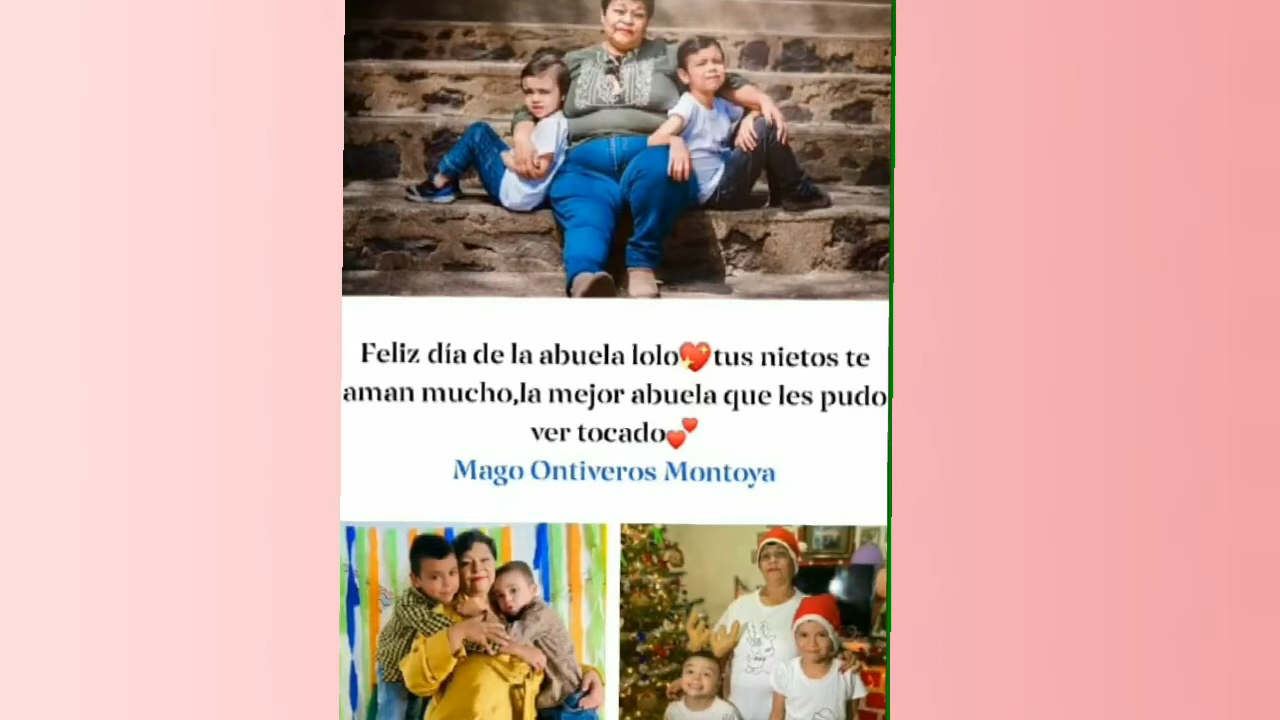 Feliz día de la abuela lolo💖tus nietos te
aman mucho,la mejor abuela que les pudo
ver tocado💕
Mago Ontiveros Montoya